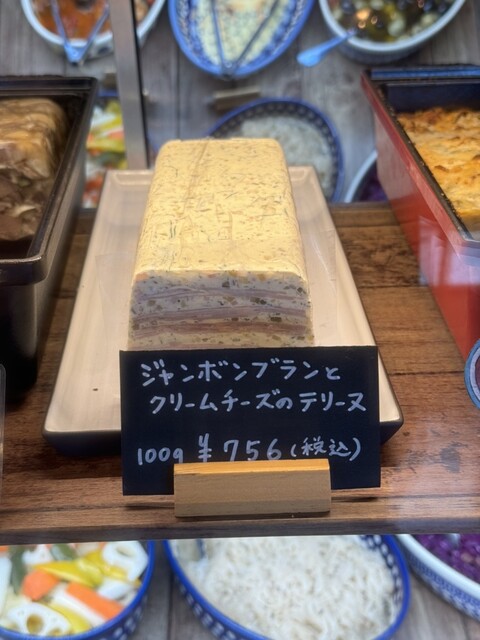 ジャンボンブランと
クリームチーズのテリーヌ
100g ¥756(税込)